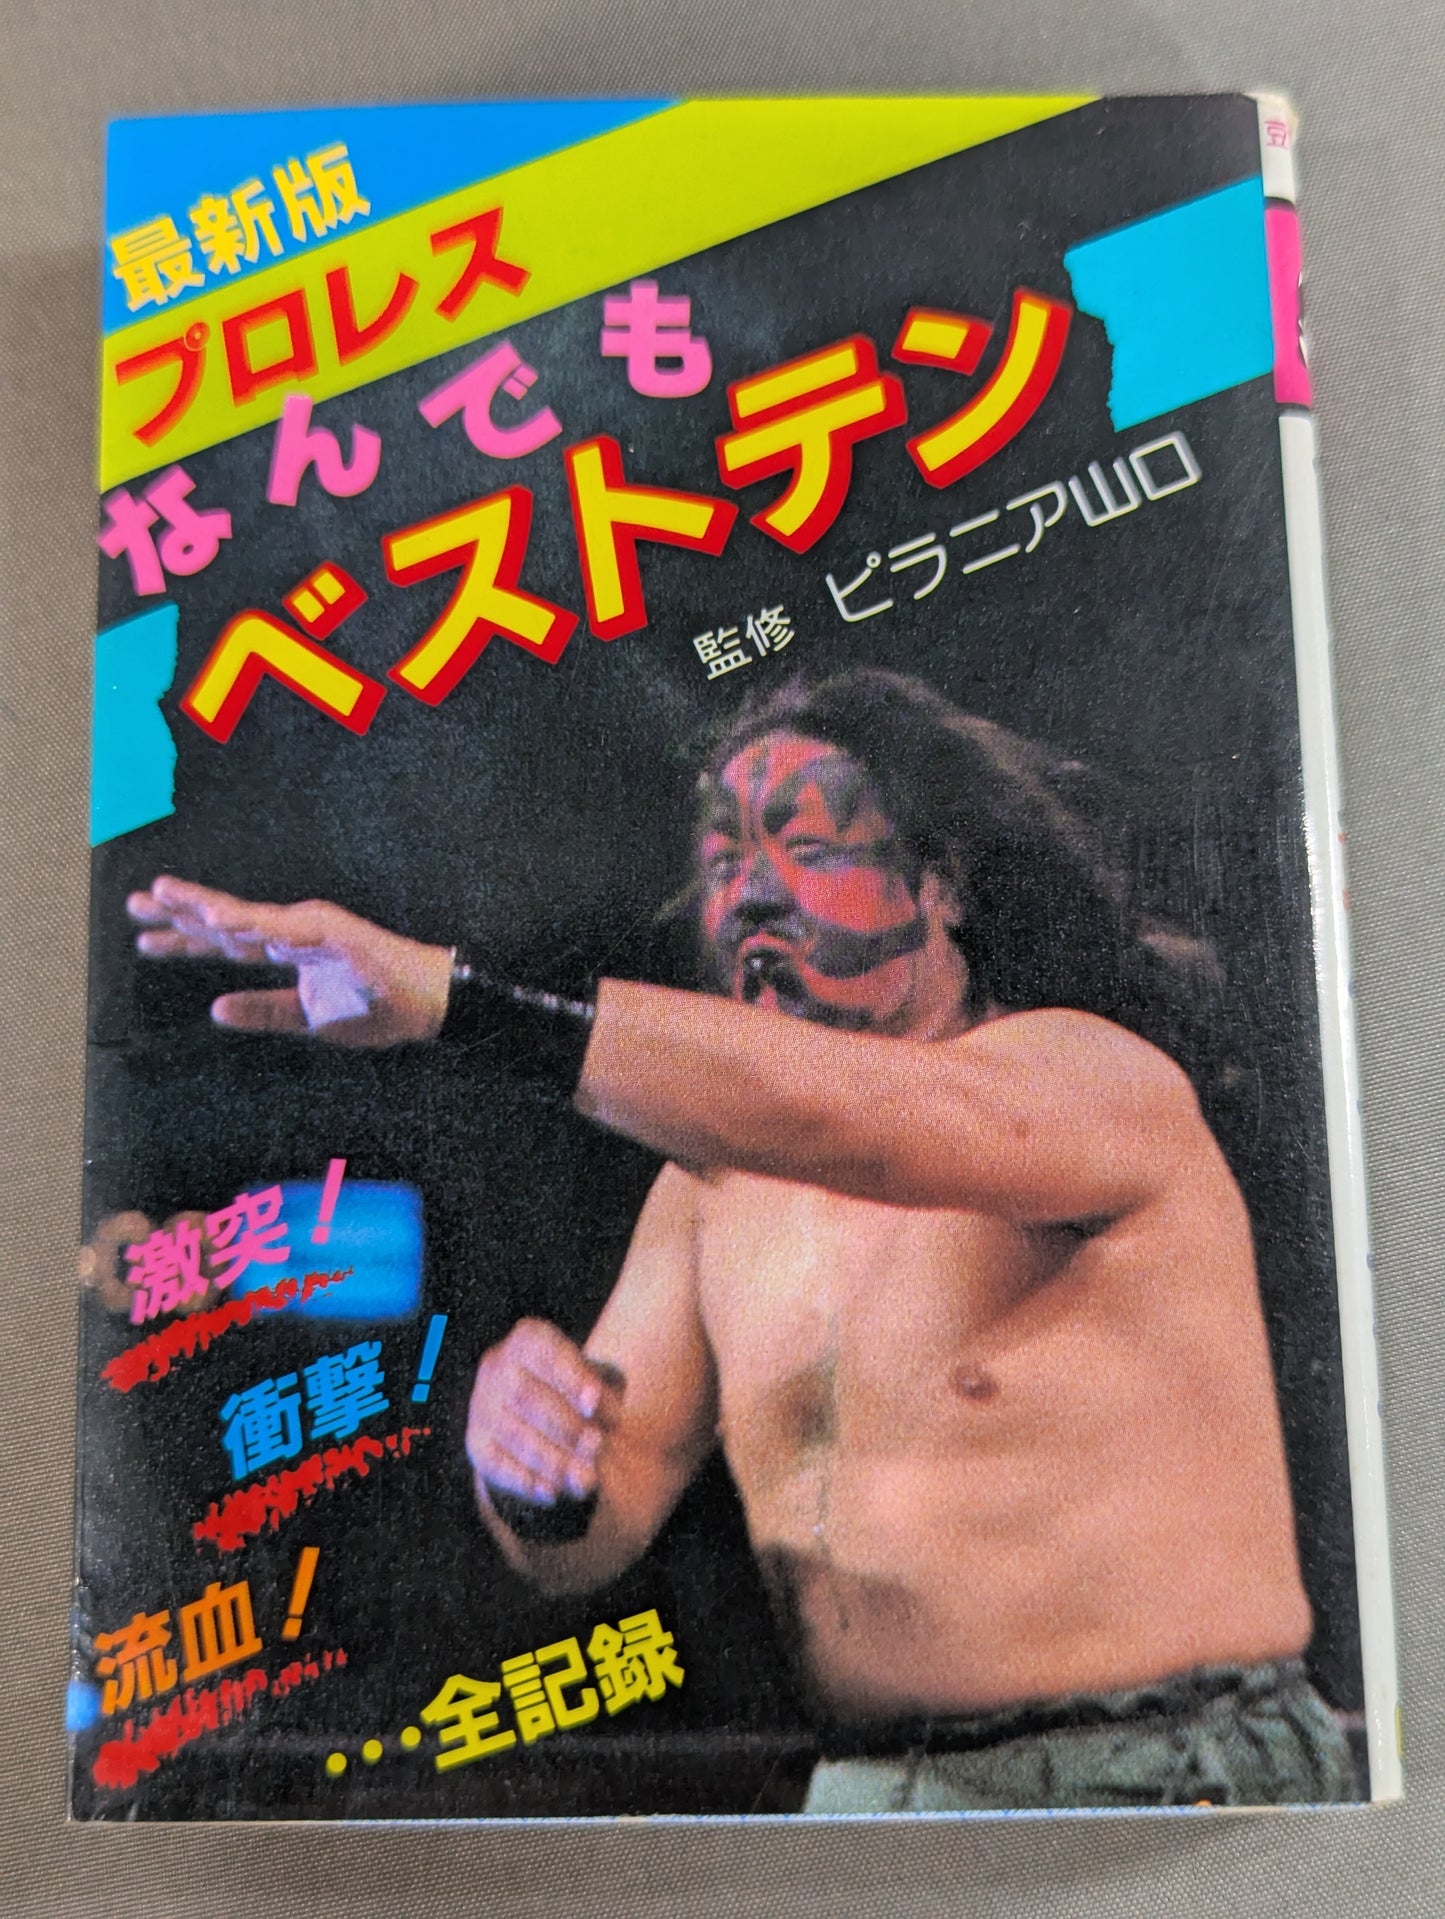 最新版
プロレス
なんでも
ベストテン
監修 ピラニア山口
激突!
衝撃!
流血!
…全記録
豆